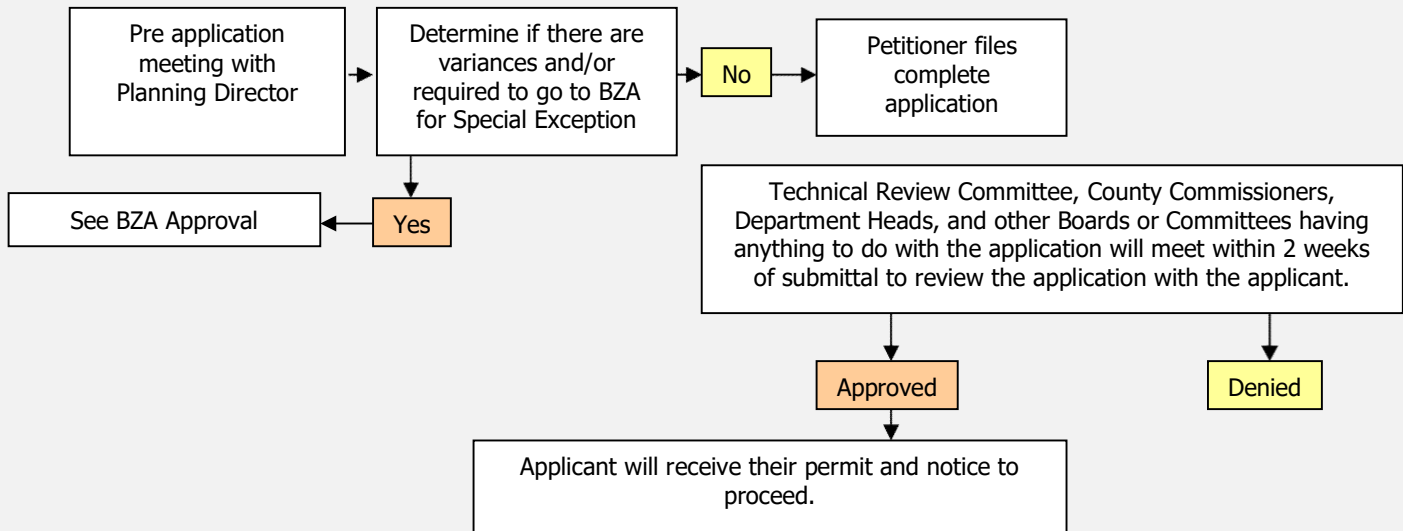 Pre application
meeting with
Planning Director
Determine if there are
variances and/or
required to go to BZA
for Special Exception
No
Petitioner files
complete
application
See BZA Approval
Yes
Technical Review Committee, County Commissioners,
Department Heads, and other Boards or Committees having
anything to do with the application will meet within 2 weeks
of submittal to review the application with the applicant.
Approved
Denied
Applicant will receive their permit and notice to
proceed.